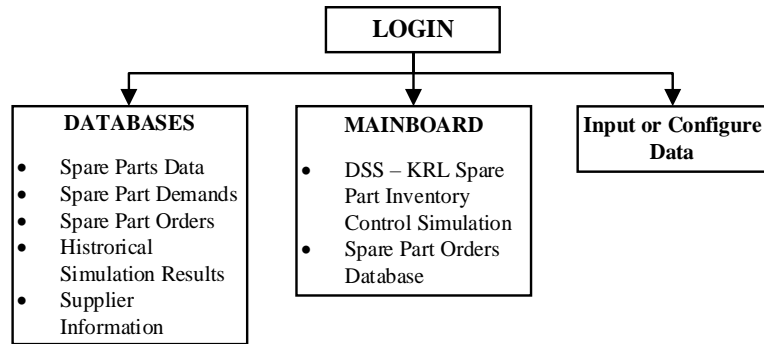 LOGIN
DATABASES
• Spare Parts Data
• Spare Part Demands
• Spare Part Orders
• Histrorical
Simulation Results
• Supplier
Information
MAINBOARD
• DSS – KRL Spare
Part Inventory
Control Simulation
• Spare Part Orders
Database
Input or Configure
Data